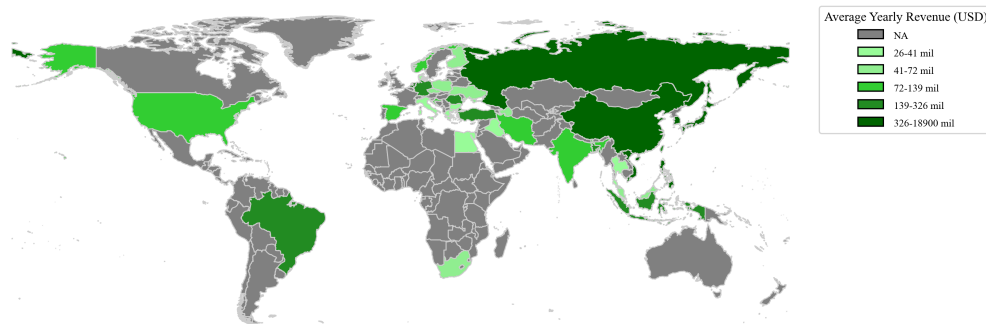 Average Yearly Revenue (USD)
NA
26-41 mil
41-72 mil
72-139 mil
139-326 mil
326-18900 mil